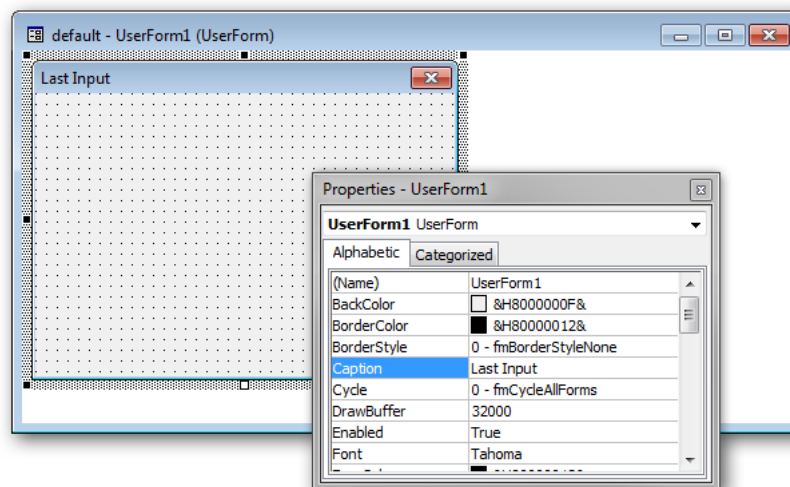 default - UserForm1 (UserForm)
Last Input
Properties - UserForm1
UserForm1 UserForm
Alphabetic Categorized
(Name) UserForm1
BackColor &H8000000F&
BorderColor &H80000012&
BorderStyle 0 - fmBorderStyleNone
Caption Last Input
Cycle 0 - fmCycleAllForms
DrawBuffer 32000
Enabled True
Font Tahoma